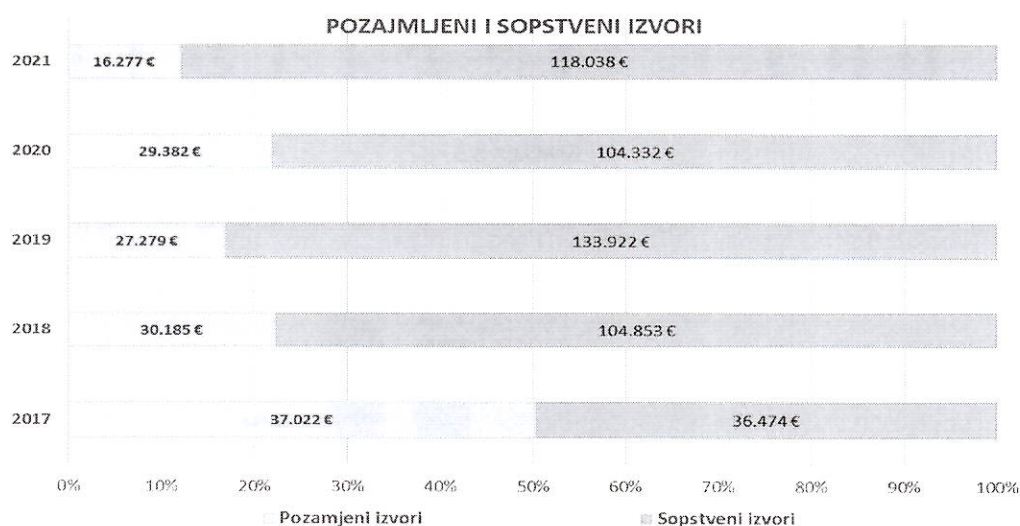 POZAJMLJENI I SOPSTVENI IZVORI
2021 16.277 € 118.038 €
2020 29.382 € 104.332 €
2019 27.279 € 133.922 €
2018 30.185 € 104.853 €
2017 37.022 € 36.474 €
0% 10% 20% 30% 40% 50% 60% 70% 80% 90% 100%
Pozamjeni izvori Sopstveni izvori